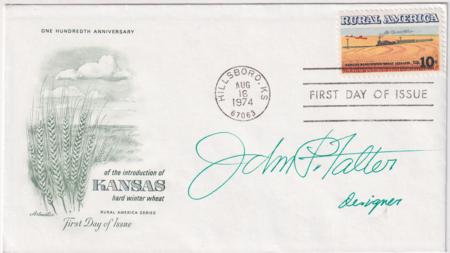 ONE HUNDREDTH ANNIVERSARY
RURAL AMERICA
10c
HILLSBORO, KS
AUG
16
1974
67063
FIRST DAY OF ISSUE
of the introduction of
KANSAS
hard winter wheat
RURAL AMERICA SERIES
First Day of Issue
John Falter
designer